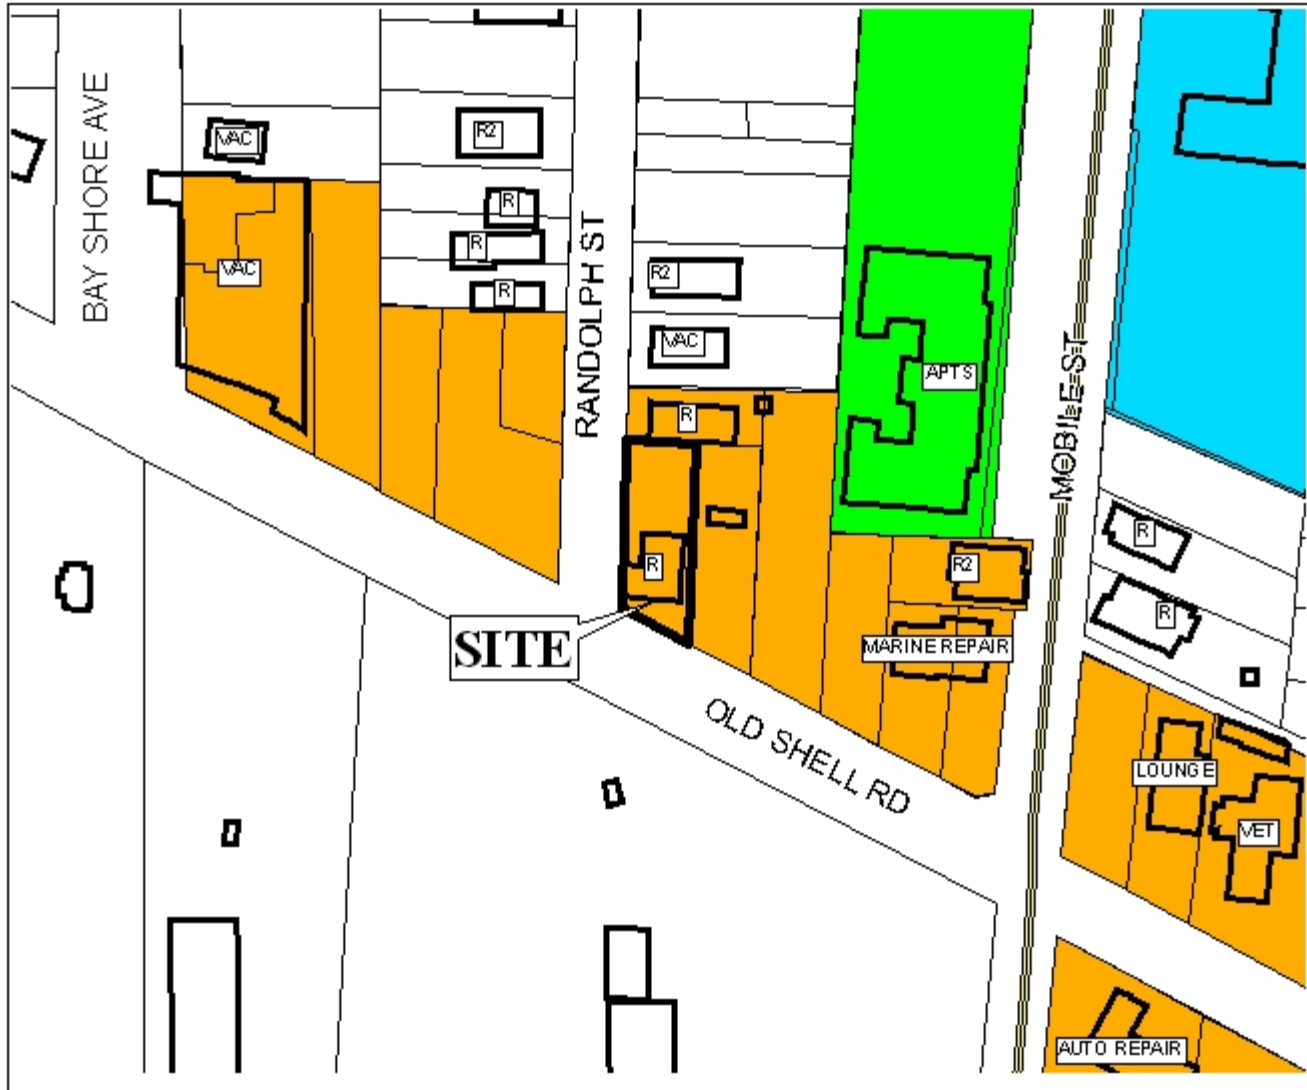 BAY SHORE AVE
VAC
VAC
R2
R
R
R
RANDOLPH ST
R2
VAC
R
R
SITE
APTS
MOBILE ST
R2
MARINE REPAIR
OLD SHELL RD
R
R
LOUNGE
VET
AUTO REPAIR